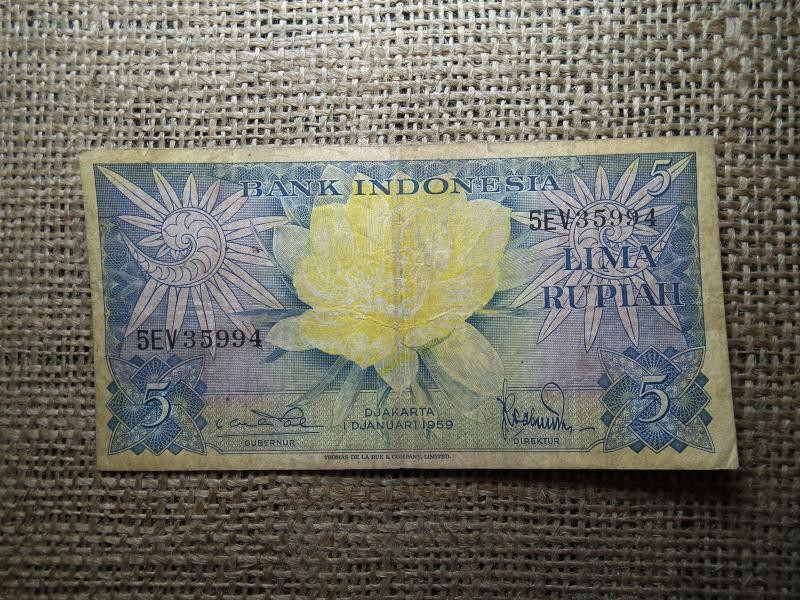 BANK INDONESIA
5
5EV35994
LIMA
RUPIAH
5EV35994
5
DJAKARTA
1 DJANUARI 1959
5
GUBERNUR
DIREKTUR
THOMAS DE LA RUE & COMPANY, LIMITED.